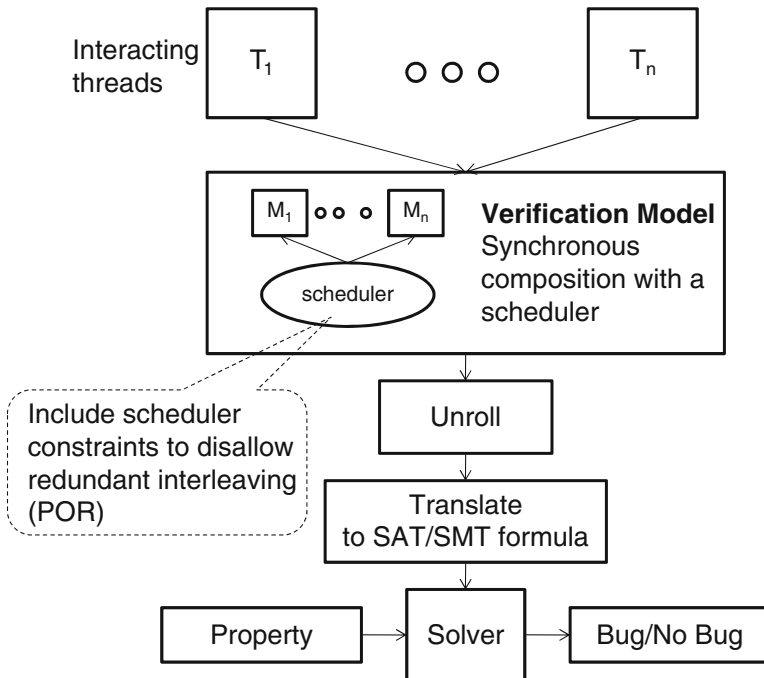 Interacting
threads
T1
Tn
M1
Mn
scheduler
Verification Model
Synchronous
composition with a
scheduler
Include scheduler
constraints to disallow
redundant interleaving
(POR)
Unroll
Translate
to SAT/SMT formula
Property
Solver
Bug/No Bug